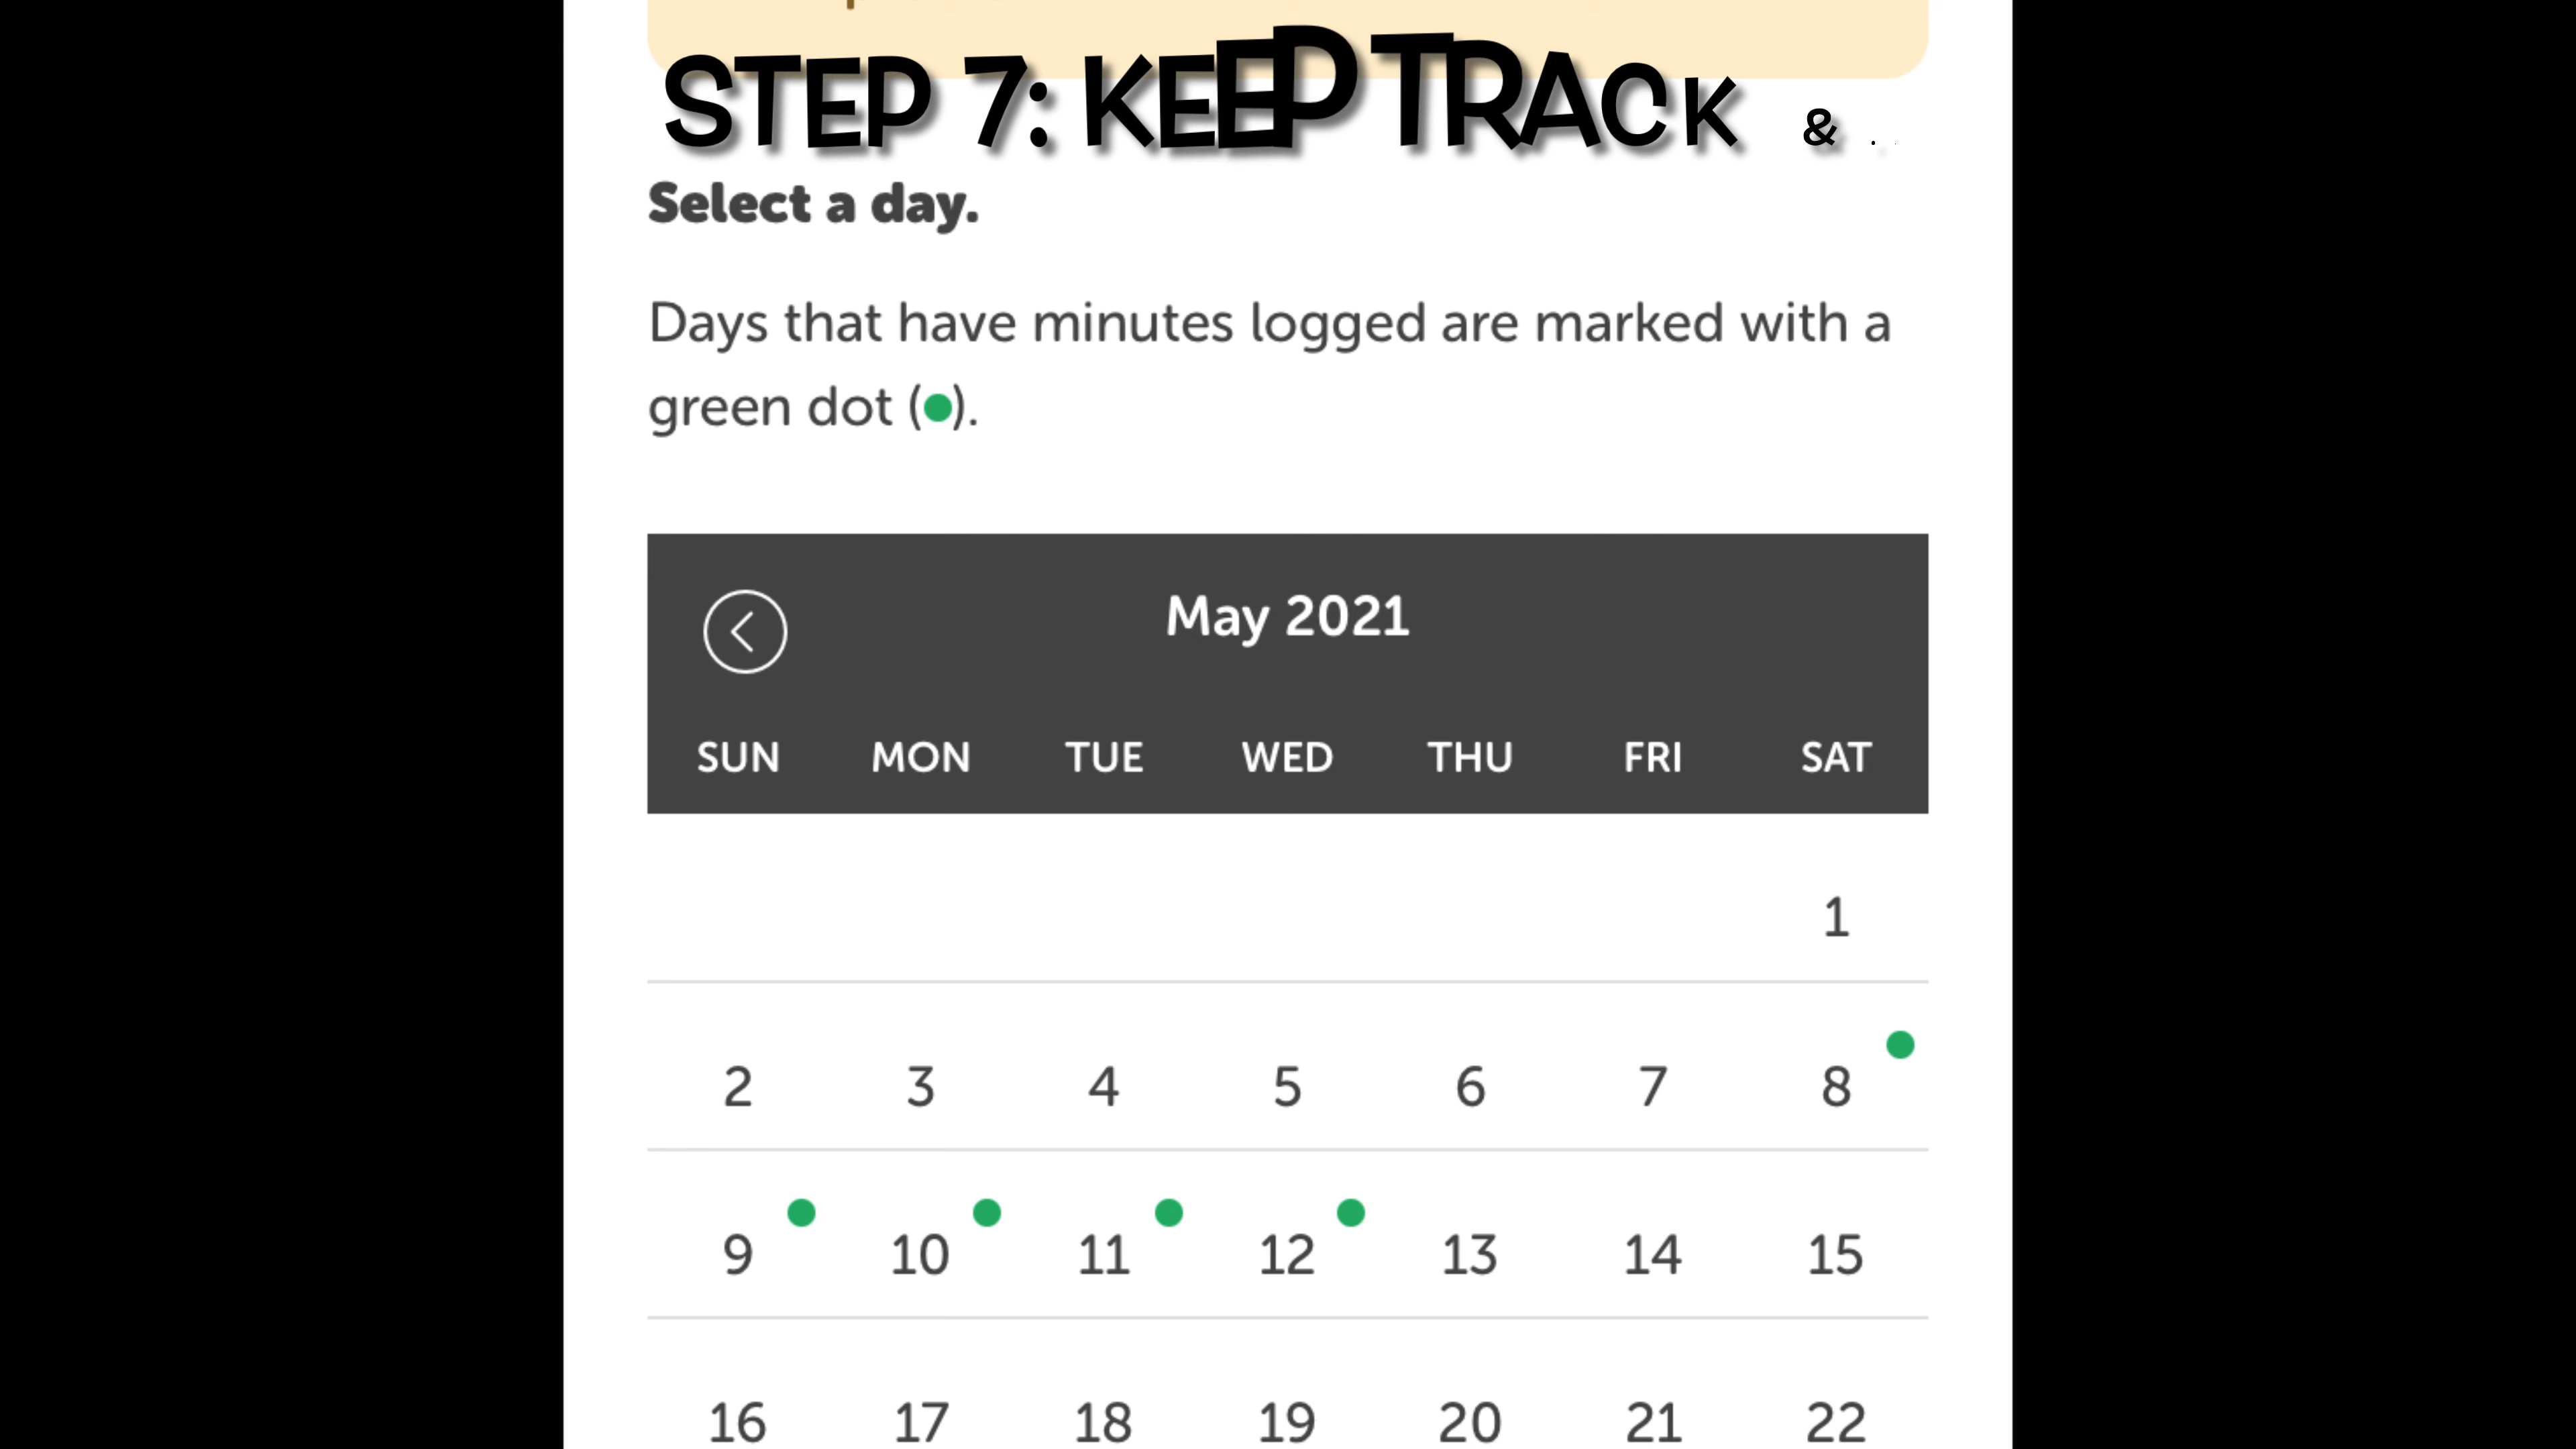 STEP 7: KEEP TRACK &
Select a day.
Days that have minutes logged are marked with a
green dot (●).
May 2021
SUN MON TUE WED THU FRI SAT
1
2 3 4 5 6 7 8
9 10 11 12 13 14 15
16 17 18 19 20 21 22